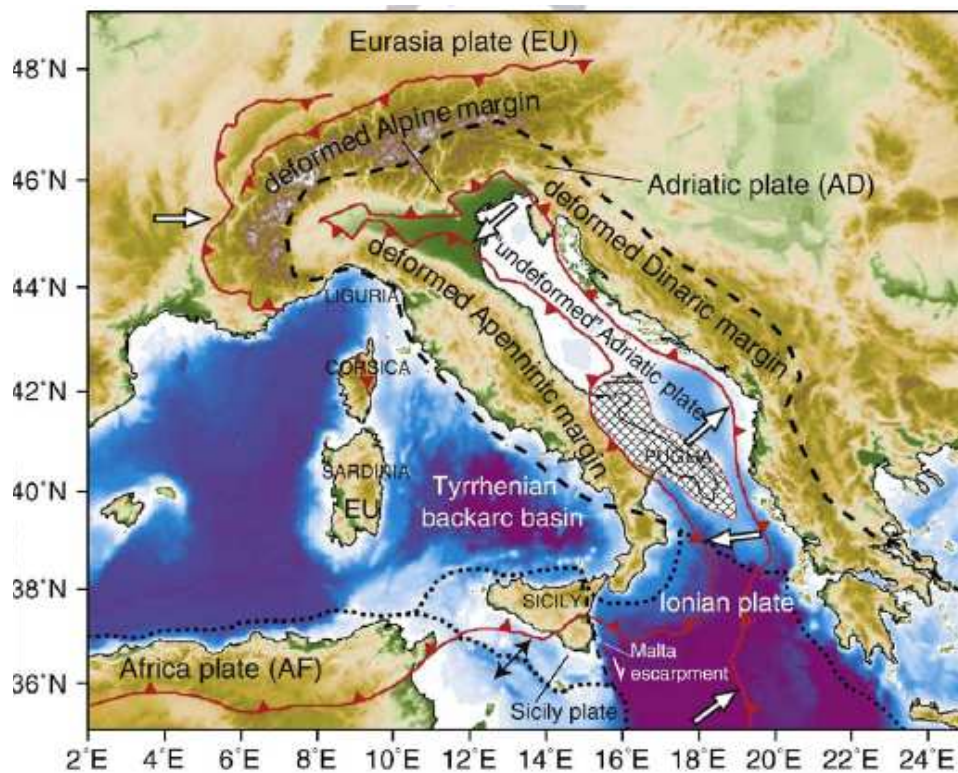 Eurasia plate (EU)
48°N
deformed Alpine margin
46°N
Adriatic plate (AD)
deformed Dinaric margin
"undeformed" Adriatic plate
deformed Apenninic margin
44°N
LIGURIA
CORSICA
42°N
PUGLIA
SARDINIA
40°N
EU
Tyrrhenian
backarc basin
38°N
SICILY
Ionian plate
Malta
escarpment
Africa plate (AF)
36°N
Sicily plate
2°E 4°E 6°E 8°E 10°E 12°E 14°E 16°E 18°E 20°E 22°E 24°E